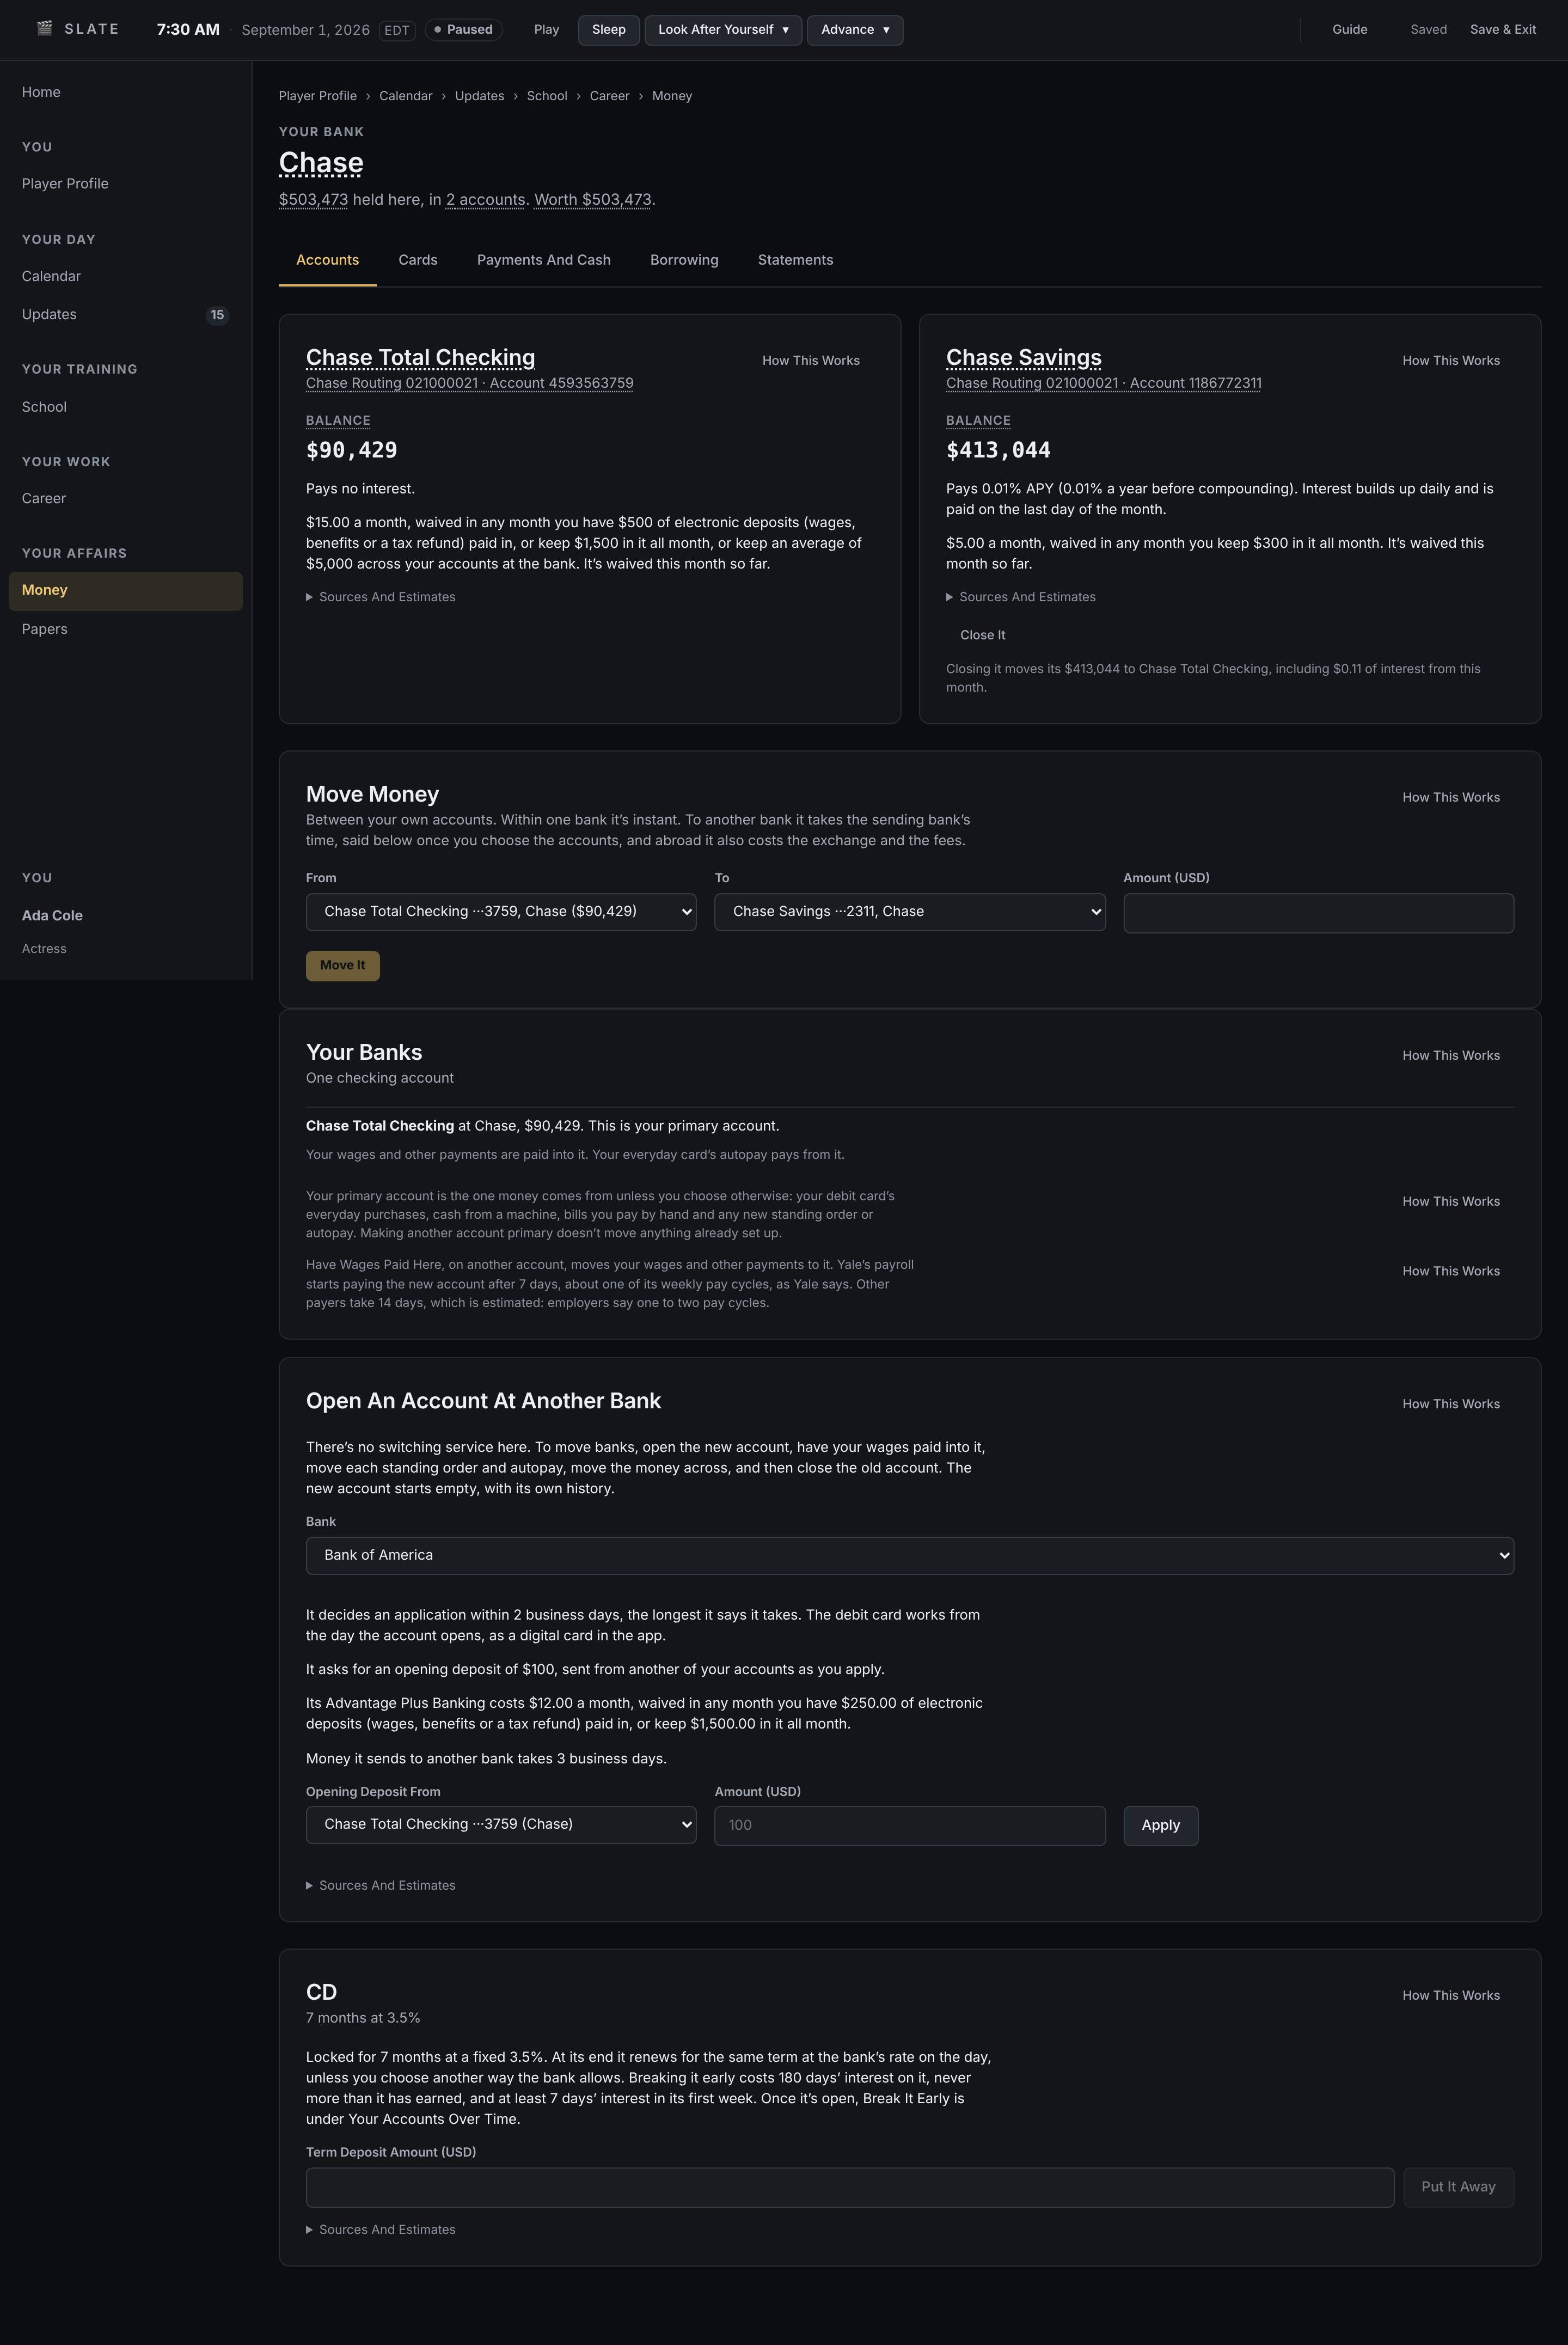 🎬 SLATE
7:30 AM · September 1, 2026 EDT Paused Play Sleep Look After Yourself ▾ Advance ▾ Guide Saved Save & Exit
Home
YOU
Player Profile
YOUR DAY
Calendar
Updates 15
YOUR TRAINING
School
YOUR WORK
Career
YOUR AFFAIRS
Money
Papers
YOU
Ada Cole
Actress
Player Profile › Calendar › Updates › School › Career › Money
YOUR BANK
Chase
$503,473 held here, in 2 accounts. Worth $503,473.
Accounts Cards Payments And Cash Borrowing Statements
Chase Total Checking How This Works
Chase Routing 021000021 · Account 4593563759
BALANCE
$90,429
Pays no interest.
$15.00 a month, waived in any month you have $500 of electronic deposits (wages,
benefits or a tax refund) paid in, or keep $1,500 in it all month, or keep an average of
$5,000 across your accounts at the bank. It’s waived this month so far.
▶ Sources And Estimates
Chase Savings How This Works
Chase Routing 021000021 · Account 1186772311
BALANCE
$413,044
Pays 0.01% APY (0.01% a year before compounding). Interest builds up daily and is
paid on the last day of the month.
$5.00 a month, waived in any month you keep $300 in it all month. It’s waived this
month so far.
▶ Sources And Estimates
Close It
Closing it moves its $413,044 to Chase Total Checking, including $0.11 of interest from this
month.
Move Money How This Works
Between your own accounts. Within one bank it’s instant. To another bank it takes the sending bank’s
time, said below once you choose the accounts, and abroad it also costs the exchange and the fees.
From To Amount (USD)
Chase Total Checking ···3759, Chase ($90,429) Chase Savings ···2311, Chase
Move It
Your Banks How This Works
One checking account
Chase Total Checking at Chase, $90,429. This is your primary account.
Your wages and other payments are paid into it. Your everyday card’s autopay pays from it.
Your primary account is the one money comes from unless you choose otherwise: your debit card’s How This Works
everyday purchases, cash from a machine, bills you pay by hand and any new standing order or
autopay. Making another account primary doesn’t move anything already set up.
Have Wages Paid Here, on another account, moves your wages and other payments to it. Yale’s payroll How This Works
starts paying the new account after 7 days, about one of its weekly pay cycles, as Yale says. Other
payers take 14 days, which is estimated: employers say one to two pay cycles.
Open An Account At Another Bank How This Works
There’s no switching service here. To move banks, open the new account, have your wages paid into it,
move each standing order and autopay, move the money across, and then close the old account. The
new account starts empty, with its own history.
Bank
Bank of America
It decides an application within 2 business days, the longest it says it takes. The debit card works from
the day the account opens, as a digital card in the app.
It asks for an opening deposit of $100, sent from another of your accounts as you apply.
Its Advantage Plus Banking costs $12.00 a month, waived in any month you have $250.00 of electronic
deposits (wages, benefits or a tax refund) paid in, or keep $1,500.00 in it all month.
Money it sends to another bank takes 3 business days.
Opening Deposit From Amount (USD)
Chase Total Checking ···3759 (Chase) 100 Apply
▶ Sources And Estimates
CD How This Works
7 months at 3.5%
Locked for 7 months at a fixed 3.5%. At its end it renews for the same term at the bank’s rate on the day,
unless you choose another way the bank allows. Breaking it early costs 180 days’ interest on it, never
more than it has earned, and at least 7 days’ interest in its first week. Once it’s open, Break It Early is
under Your Accounts Over Time.
Term Deposit Amount (USD)
Put It Away
▶ Sources And Estimates